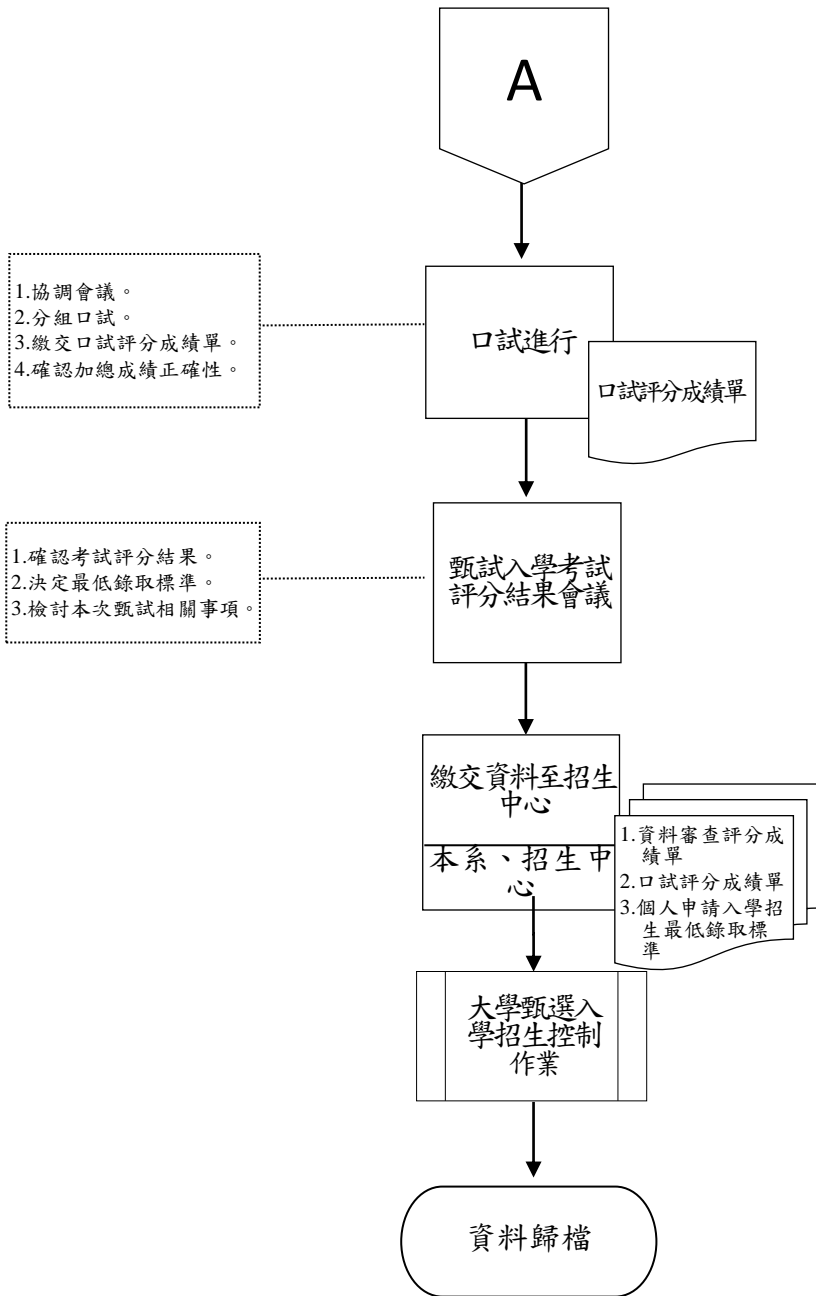 A
1.協調會議。
2.分組口試。
3.繳交口試評分成績單。
4.確認加總成績正確性。
口試進行
口試評分成績單
1.確認考試評分結果。
2.決定最低錄取標準。
3.檢討本次甄試相關事項。
甄試入學考試
評分結果會議
繳交資料至招生
中心
本系、招生中
心
1.資料審查評分成
績單
2.口試評分成績單
3.個人申請入學招
生最低錄取標
準
大學甄選入
學招生控制
作業
資料歸檔